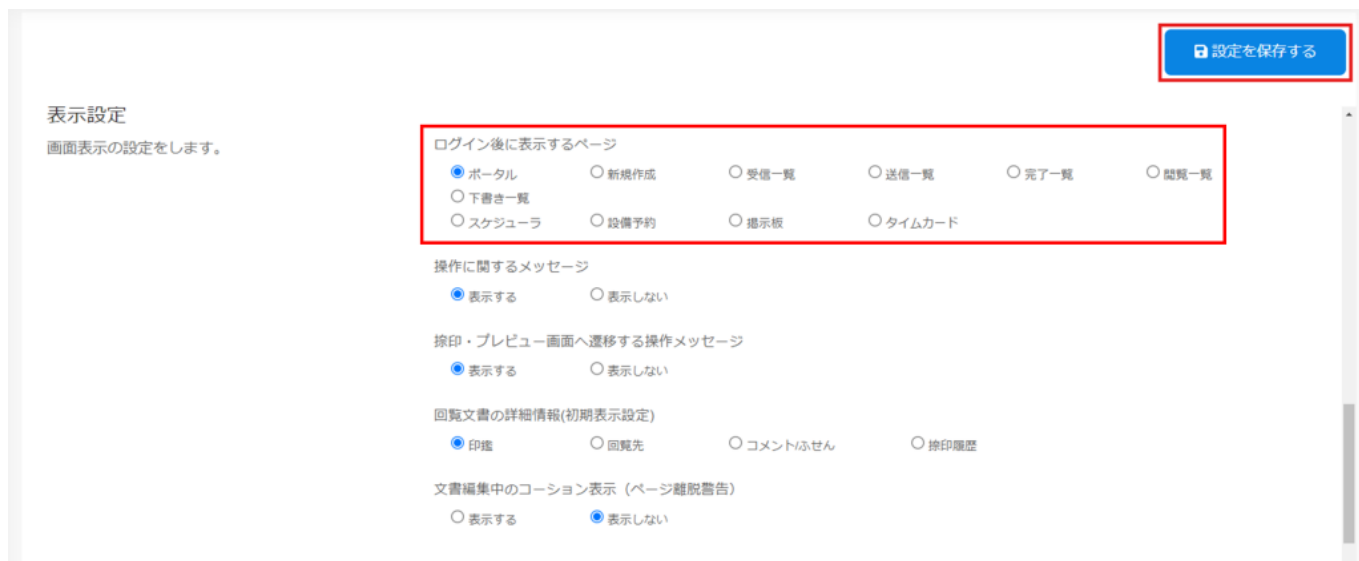 設定を保存する
表示設定
画面表示の設定をします。
ログイン後に表示するページ
ポータル 新規作成 受信一覧 送信一覧 完了一覧 閲覧一覧
下書き一覧
スケジューラ 設備予約 掲示板 タイムカード
操作に関するメッセージ
表示する 表示しない
捺印・プレビュー画面へ遷移する操作メッセージ
表示する 表示しない
回覧文書の詳細情報(初期表示設定)
印鑑 回覧先 コメント/ふせん 捺印履歴
文書編集中のコーション表示（ページ離脱警告）
表示する 表示しない